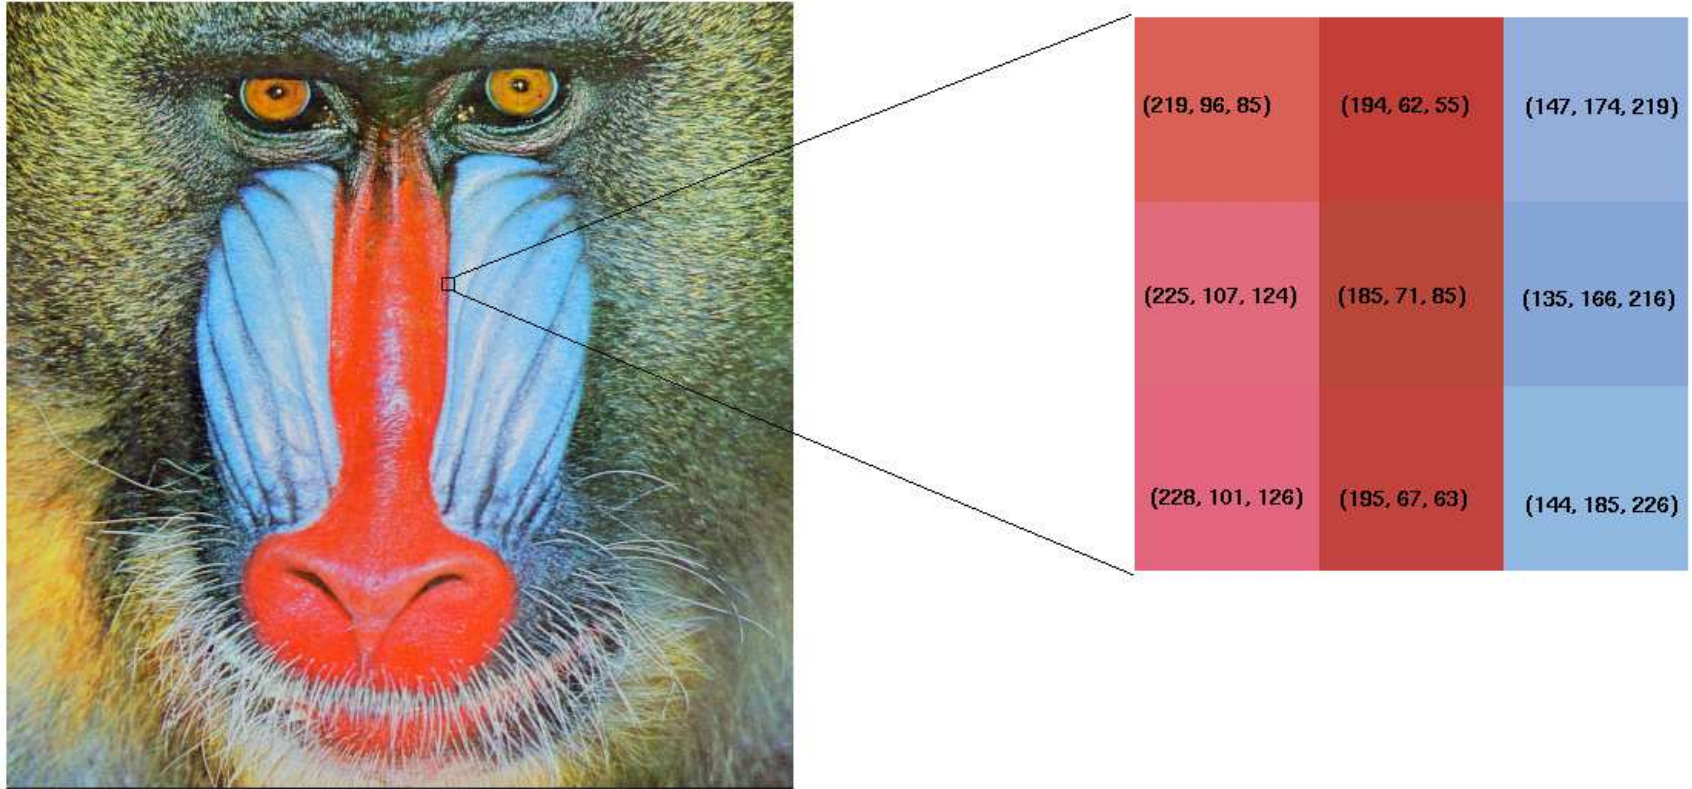 (219, 96, 85) (194, 62, 55) (147, 174, 219)
(225, 107, 124) (185, 71, 85) (135, 166, 216)
(228, 101, 126) (195, 67, 63) (144, 185, 226)